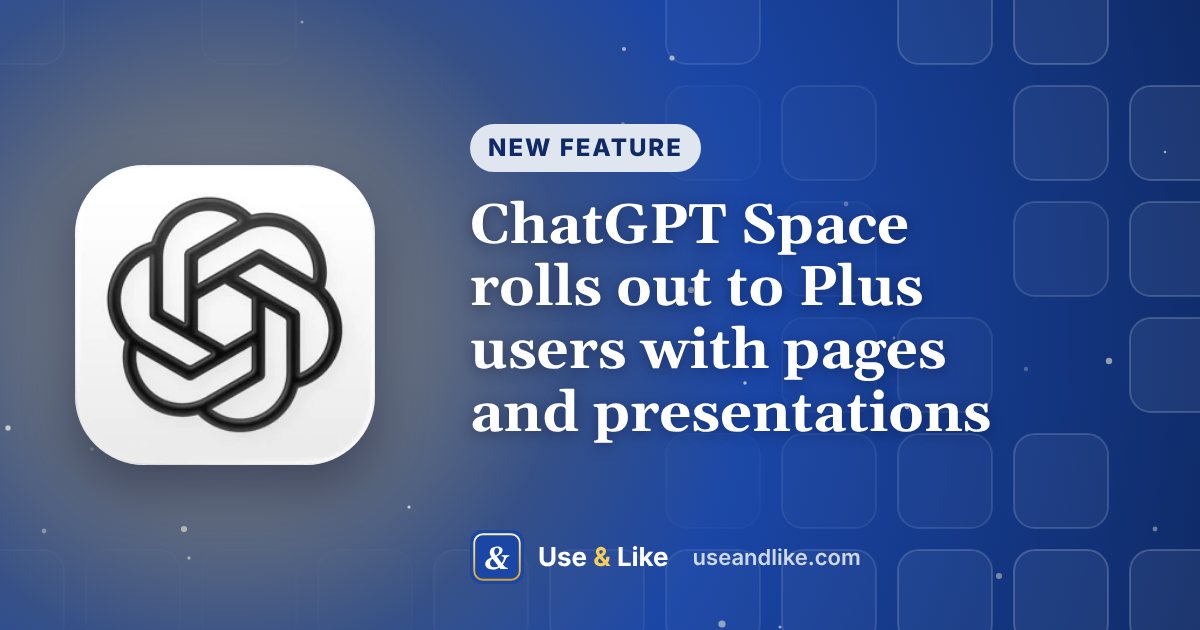 NEW FEATURE
ChatGPT Space
rolls out to Plus
users with pages
and presentations
& Use & Like useandlike.com